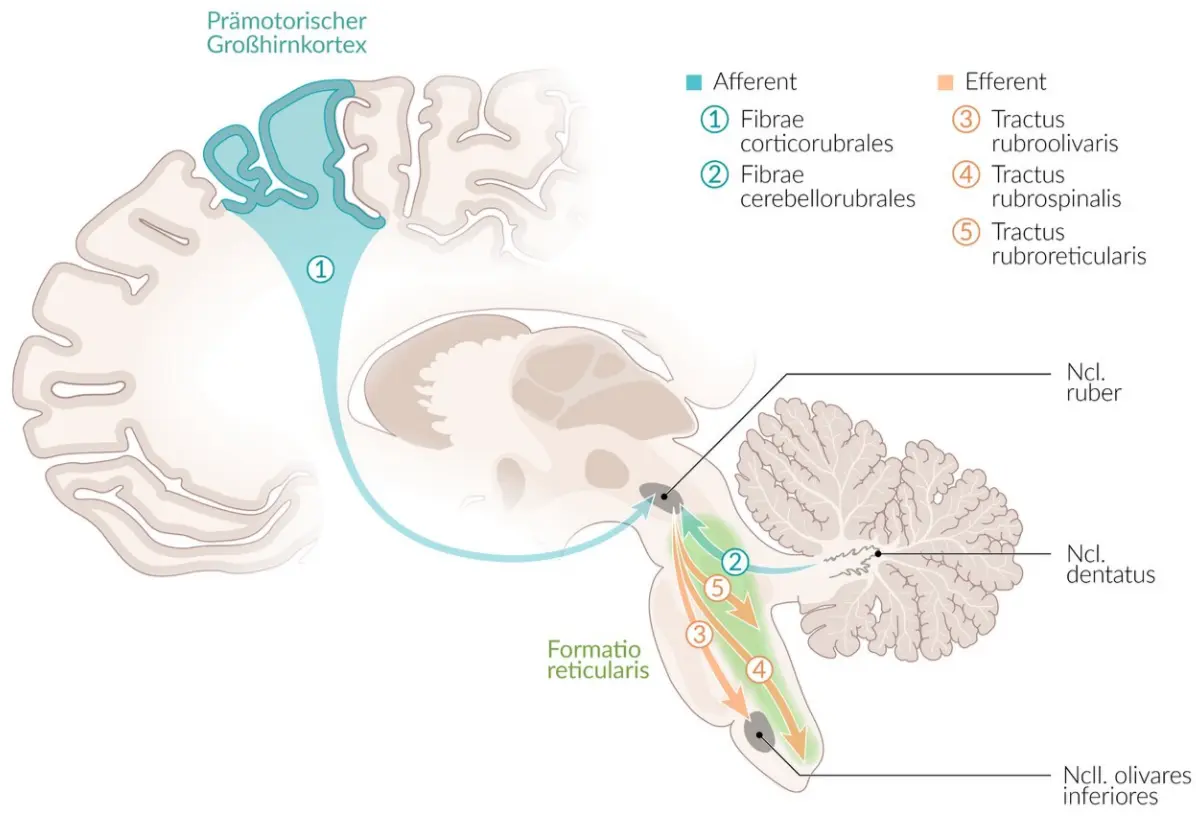 Prämotorischer
Großhirnkortex
Afferent
1 Fibrae
corticorubrales
2 Fibrae
cerebellorubrales
Efferent
3 Tractus
rubroolivaris
4 Tractus
rubrospinalis
5 Tractus
rubroreticularis
1
Ncl.
ruber
2
5
3
4
Ncl.
dentatus
Formatio
reticularis
Ncll. olivares
inferiores